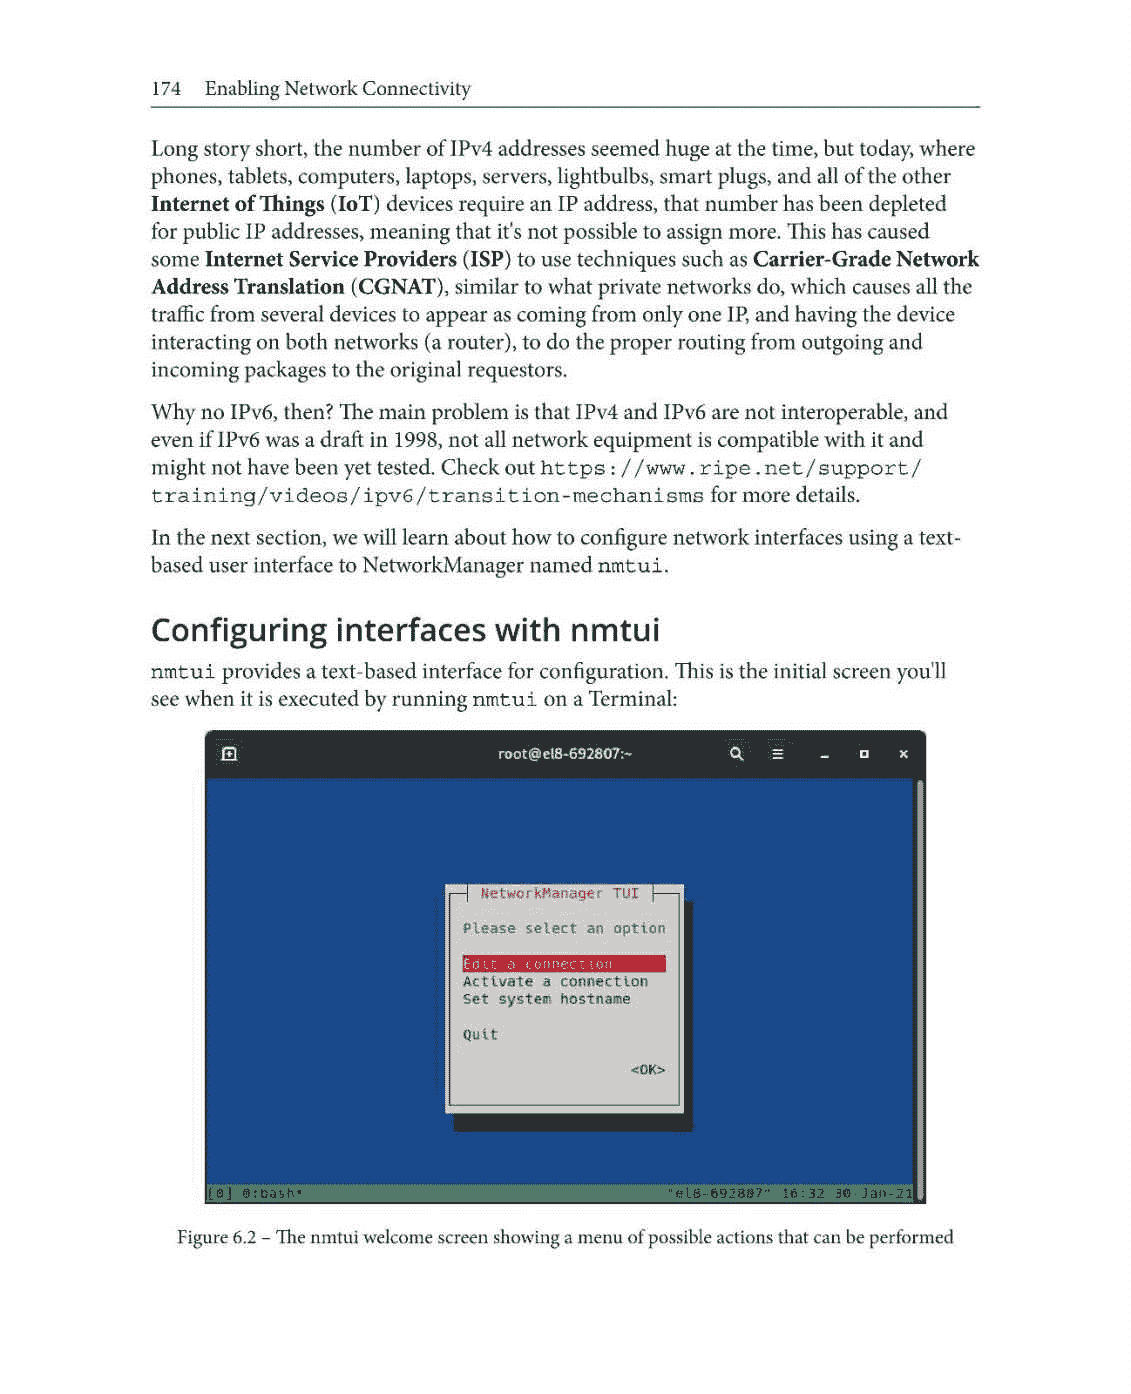 174 Enabling Network Connectivity
Long story short, the number of IPv4 addresses seemed huge at the time, but today, where
phones, tablets, computers, laptops, servers, lightbulbs, smart plugs, and all of the other
Internet of Things (IoT) devices require an IP address, that number has been depleted
for public IP addresses, meaning that it's not possible to assign more. This has caused
some Internet Service Providers (ISP) to use techniques such as Carrier-Grade Network
Address Translation (CGNAT), similar to what private networks do, which causes all the
traffic from several devices to appear as coming from only one IP, and having the device
interacting on both networks (a router), to do the proper routing from outgoing and
incoming packages to the original requestors.
Why no IPv6, then? The main problem is that IPv4 and IPv6 are not interoperable, and
even if IPv6 was a draft in 1998, not all network equipment is compatible with it and
might not have been yet tested. Check out https://www.ripe.net/support/
training/videos/ipv6/transition-mechanisms for more details.
In the next section, we will learn about how to configure network interfaces using a text-
based user interface to NetworkManager named nmtui.
Configuring interfaces with nmtui
nmtui provides a text-based interface for configuration. This is the initial screen you'll
see when it is executed by running nmtui on a Terminal:
root@el8-692807:~
NetworkManager TUI
Please select an option
Edit a connection
Activate a connection
Set system hostname
Quit
<OK>
[0] 0:bash* "el8-692807" 16:32 30-Jan-21
Figure 6.2 – The nmtui welcome screen showing a menu of possible actions that can be performed